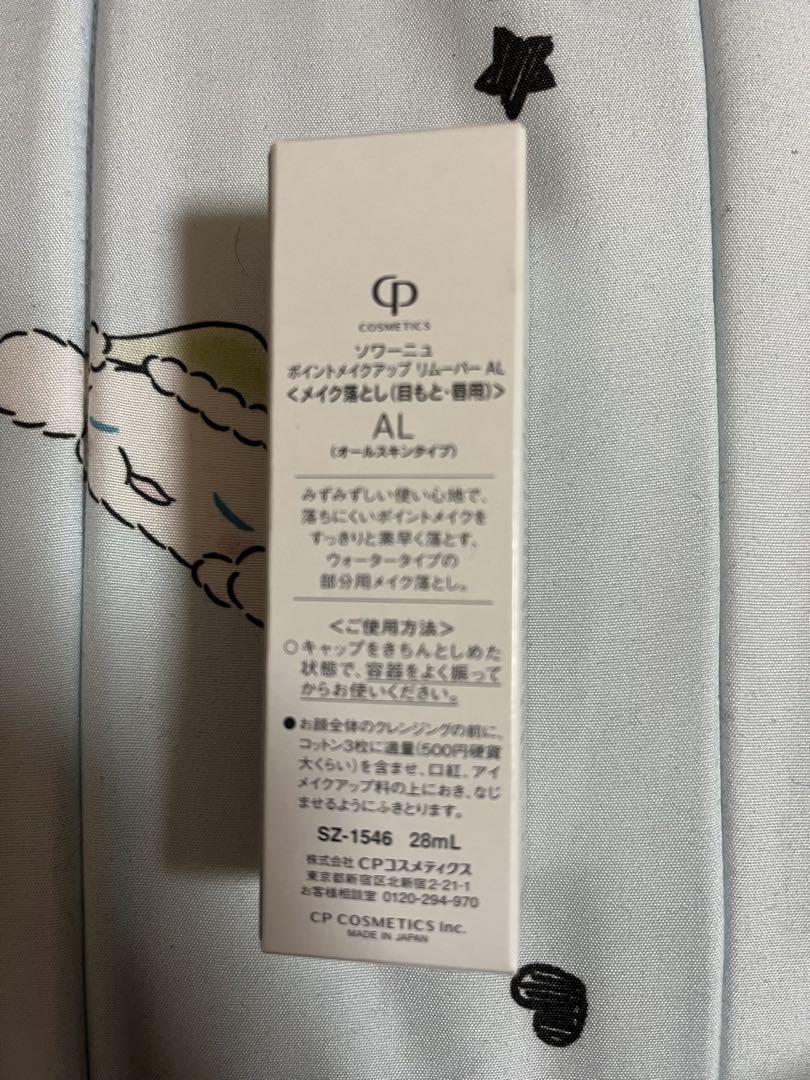 CP
COSMETICS
ソワーニュ
ポイントメイクアップ リムーバー AL
<メイク落とし(目もと・唇用)>
AL
(オールスキンタイプ)
みずみずしい使い心地で、
落ちにくいポイントメイクを
すっきりと素早く落とす、
ウォータータイプの
部分用メイク落とし。
<ご使用方法>
◎キャップをきちんとしめた
状態で、容器をよく振って
からお使いください。
●お顔全体のクレンジングの前に、
コットン3枚に適量(500円硬貨
大くらい)を含ませ、口紅、アイ
メイクアップ料の上におき、なじ
ませるようにふきとります。
SZ-1546 28mL
株式会社 CPコスメティクス
東京都新宿区北新宿2-21-1
お客様相談室 0120-294-970
CP COSMETICS Inc.
MADE IN JAPAN